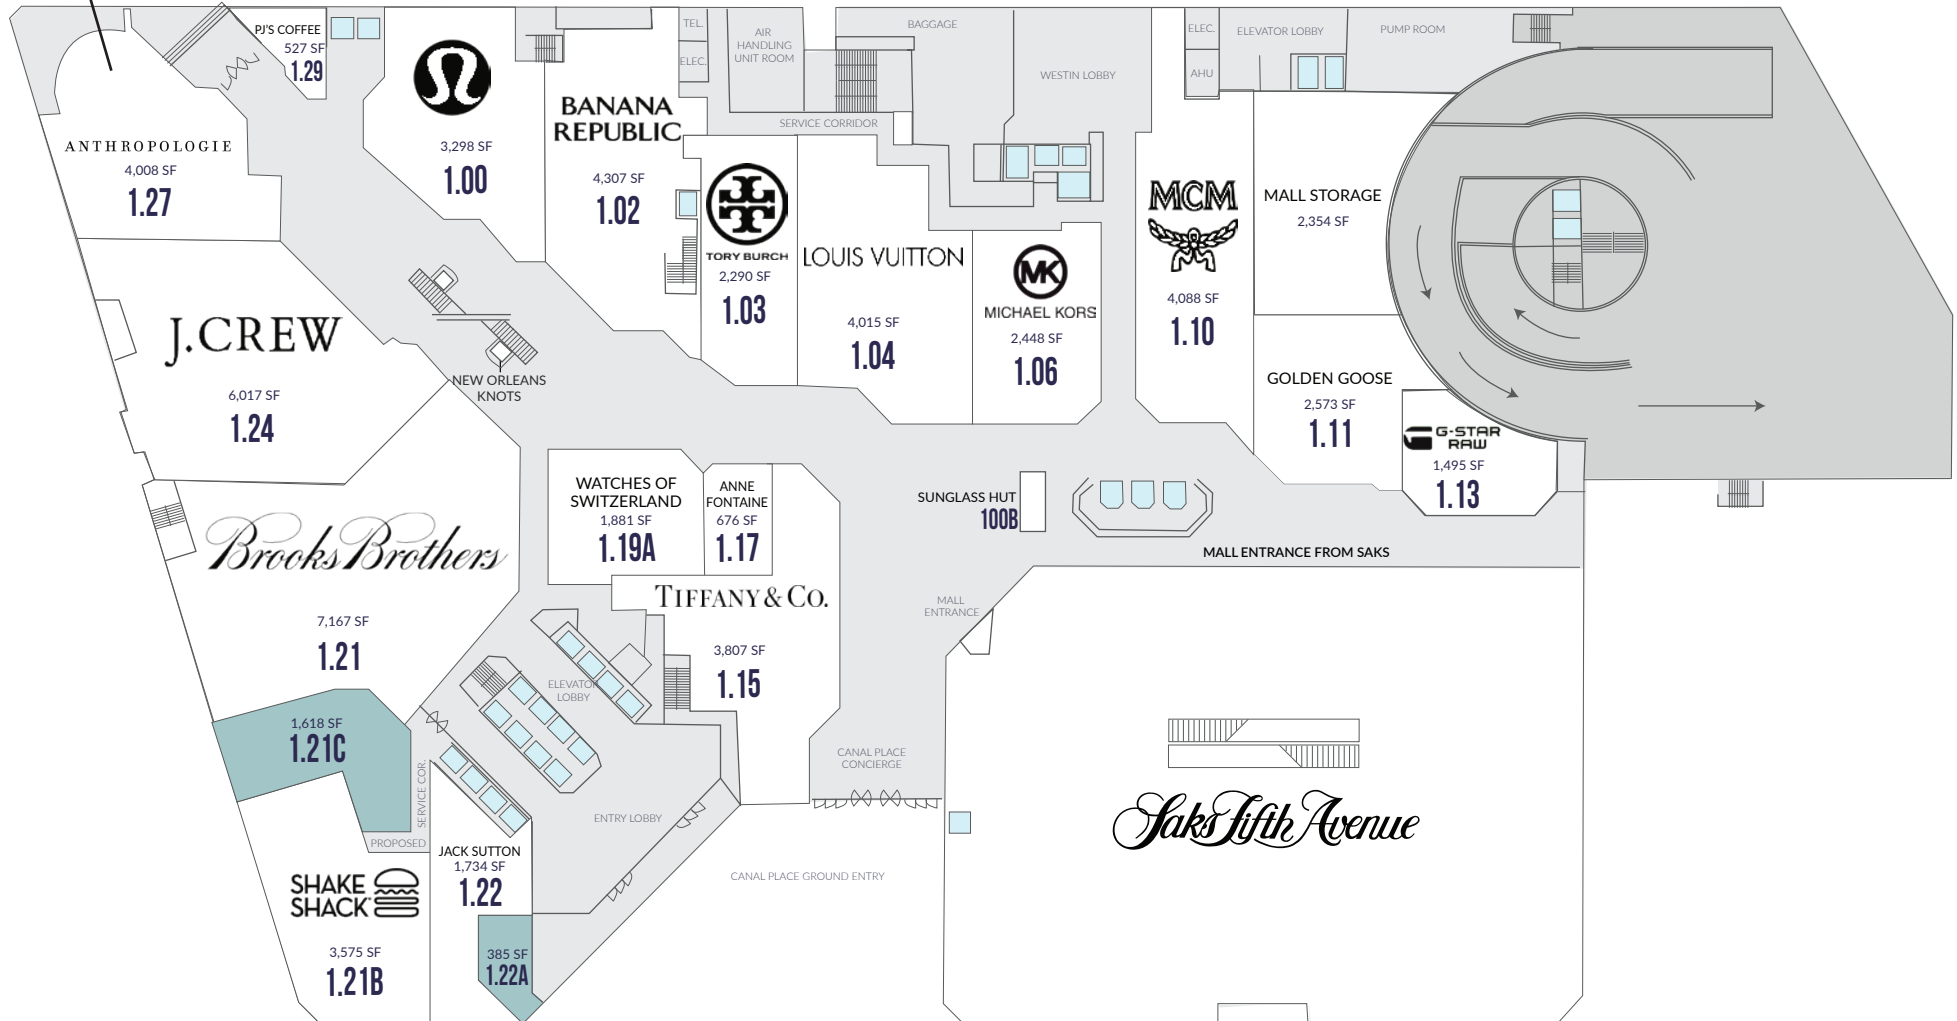 PJ'S COFFEE
527 SF
1.29
ANTHROPOLOGIE
4,008 SF
1.27
3,298 SF
1.00
BANANA
REPUBLIC
4,307 SF
1.02
TEL.
ELEC.
AIR
HANDLING
UNIT ROOM
BAGGAGE
SERVICE CORRIDOR
WESTIN LOBBY
ELEC.
AHU
ELEVATOR LOBBY
PUMP ROOM
TORY BURCH
2,290 SF
1.03
LOUIS VUITTON
4,015 SF
1.04
MK
MICHAEL KORS
2,448 SF
1.06
MCM
4,088 SF
1.10
MALL STORAGE
2,354 SF
GOLDEN GOOSE
2,573 SF
1.11
G-STAR
RAW
1,495 SF
1.13
J.CREW
6,017 SF
1.24
NEW ORLEANS
KNOTS
Brooks Brothers
7,167 SF
1.21
WATCHES OF
SWITZERLAND
1,881 SF
1.19A
ANNE
FONTAINE
676 SF
1.17
TIFFANY & CO.
3,807 SF
1.15
SUNGLASS HUT
100B
MALL ENTRANCE FROM SAKS
MALL
ENTRANCE
ELEVATOR
LOBBY
1,618 SF
1.21C
SERVICE COR.
PROPOSED
CANAL PLACE
CONCIERGE
ENTRY LOBBY
CANAL PLACE GROUND ENTRY
JACK SUTTON
1,734 SF
1.22
385 SF
1.22A
SHAKE
SHACK
3,575 SF
1.21B
Saks Fifth Avenue